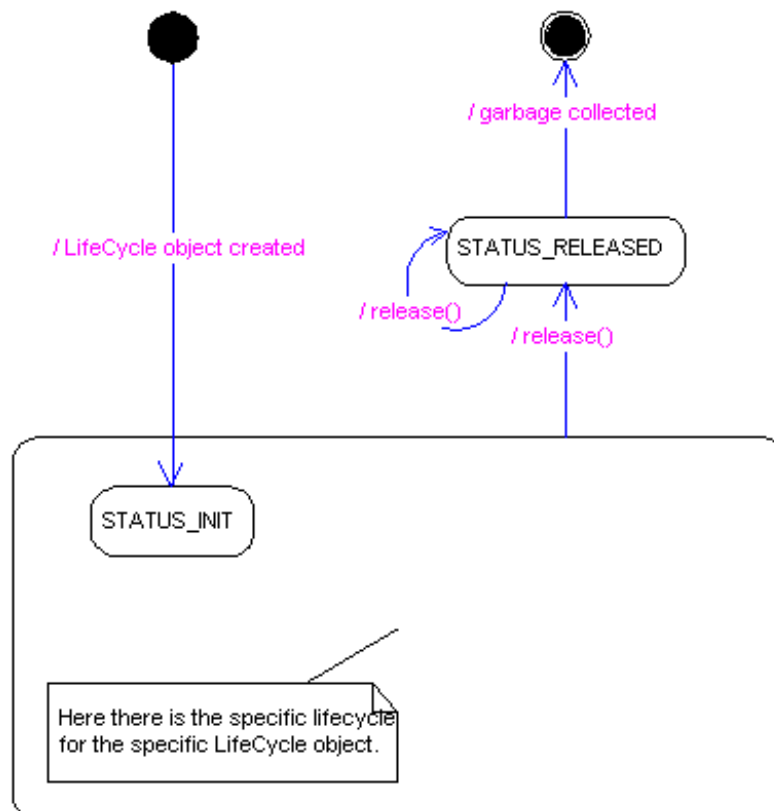 / garbage collected
/ LifeCycle object created
STATUS_RELEASED
/ release()
/ release()
STATUS_INIT
Here there is the specific lifecycle
for the specific LifeCycle object.